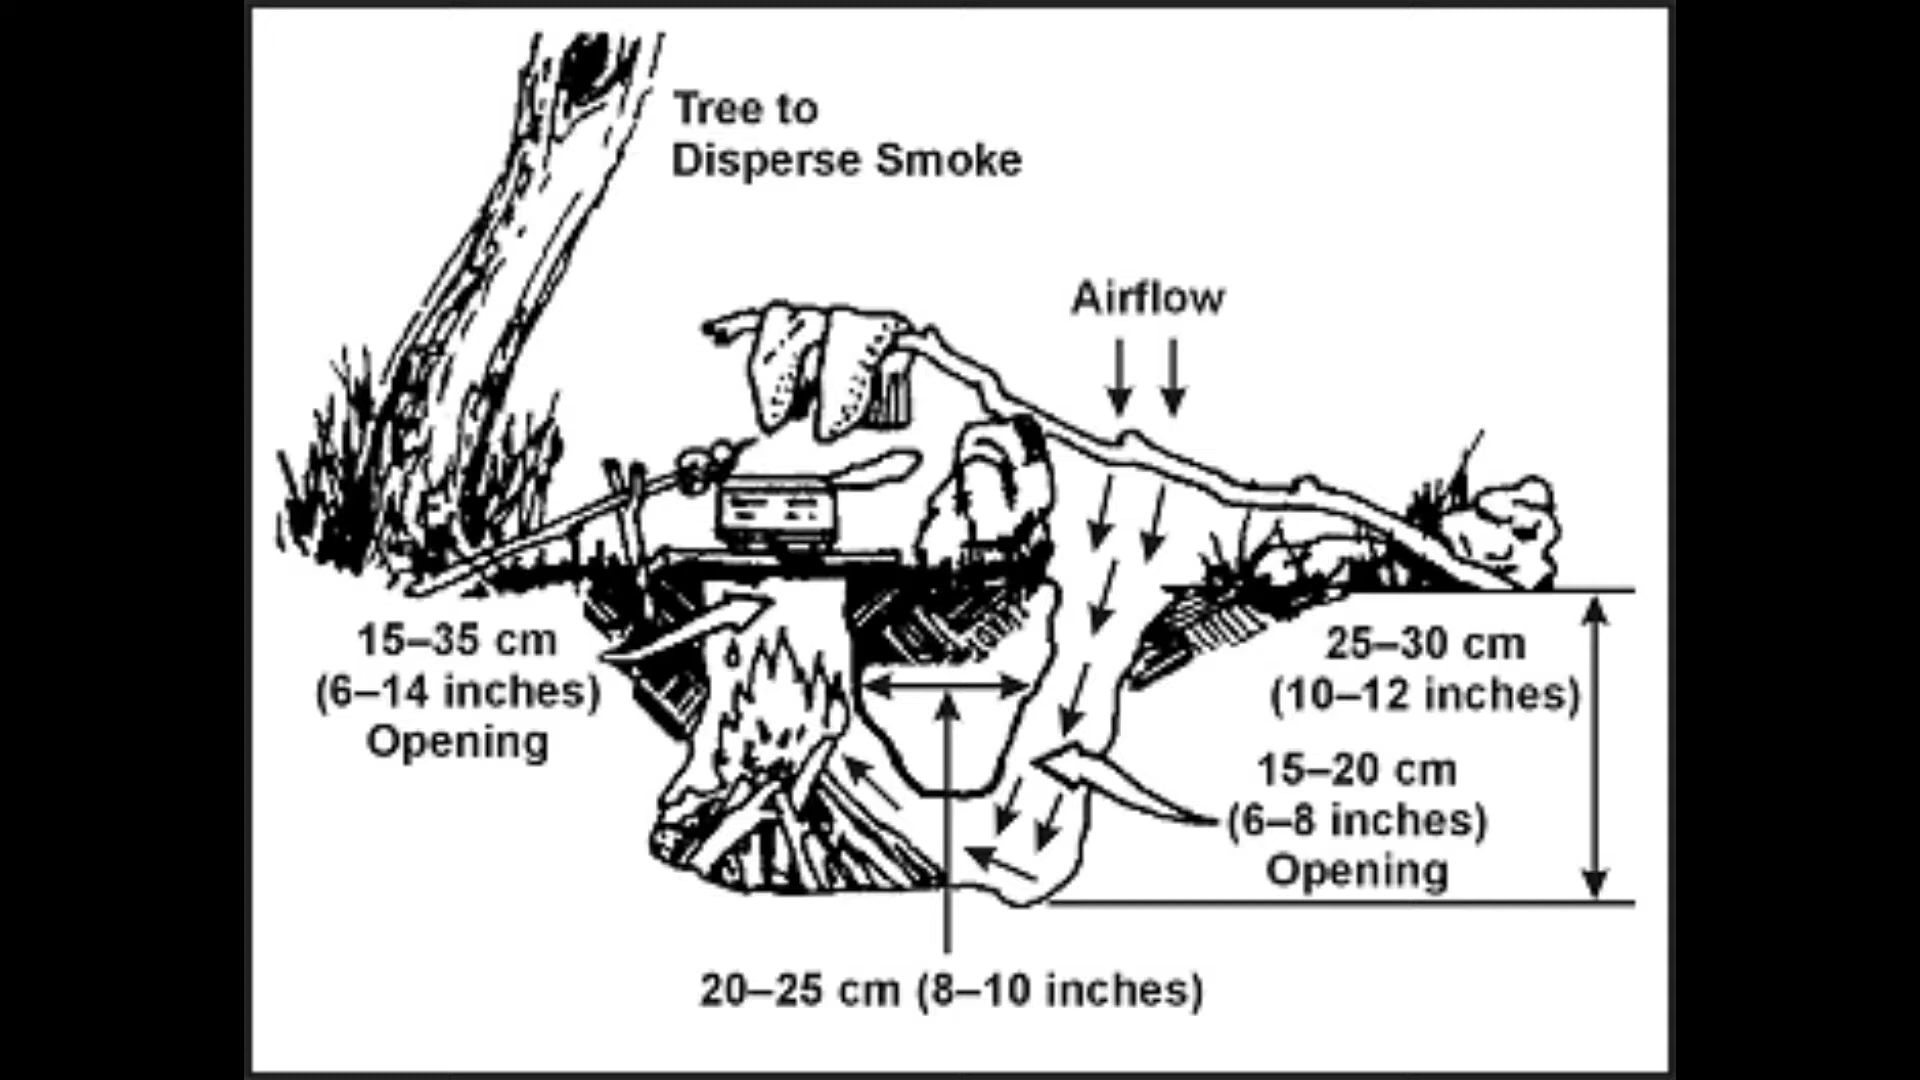 Tree to
Disperse Smoke
Airflow
15–35 cm
(6–14 inches)
Opening
25–30 cm
(10–12 inches)
15–20 cm
(6–8 inches)
Opening
20–25 cm (8–10 inches)